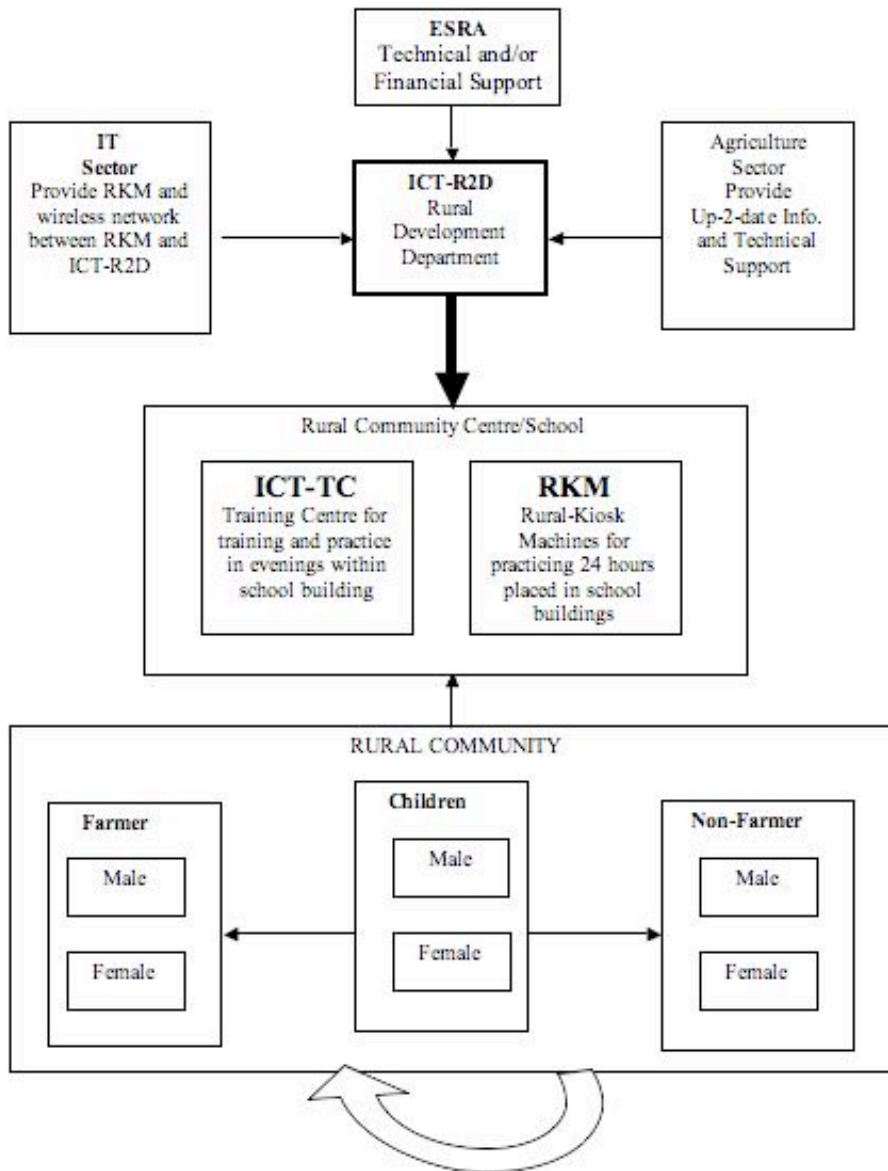 ESRA
Technical and/or
Financial Support
IT
Sector
Provide RKM and
wireless network
between RKM and
ICT-R2D
ICT-R2D
Rural
Development
Department
Agriculture
Sector
Provide
Up-2-date Info.
and Technical
Support
Rural Community Centre/School
ICT-TC
Training Centre for
training and practice
in evenings within
school building
RKM
Rural-Kiosk
Machines for
practicing 24 hours
placed in school
buildings
RURAL COMMUNITY
Farmer
Male
Female
Children
Male
Female
Non-Farmer
Male
Female